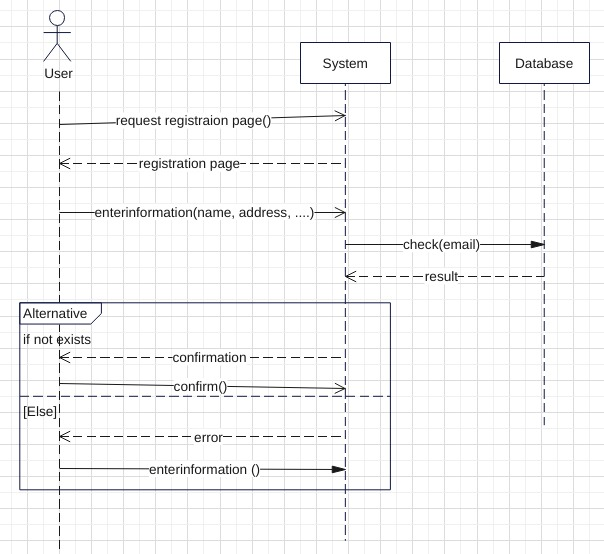 User
System
Database
request registraion page()
registration page
enterinformation(name, address, ....)
check(email)
result
Alternative
if not exists
confirmation
confirm()
[Else]
error
enterinformation ()